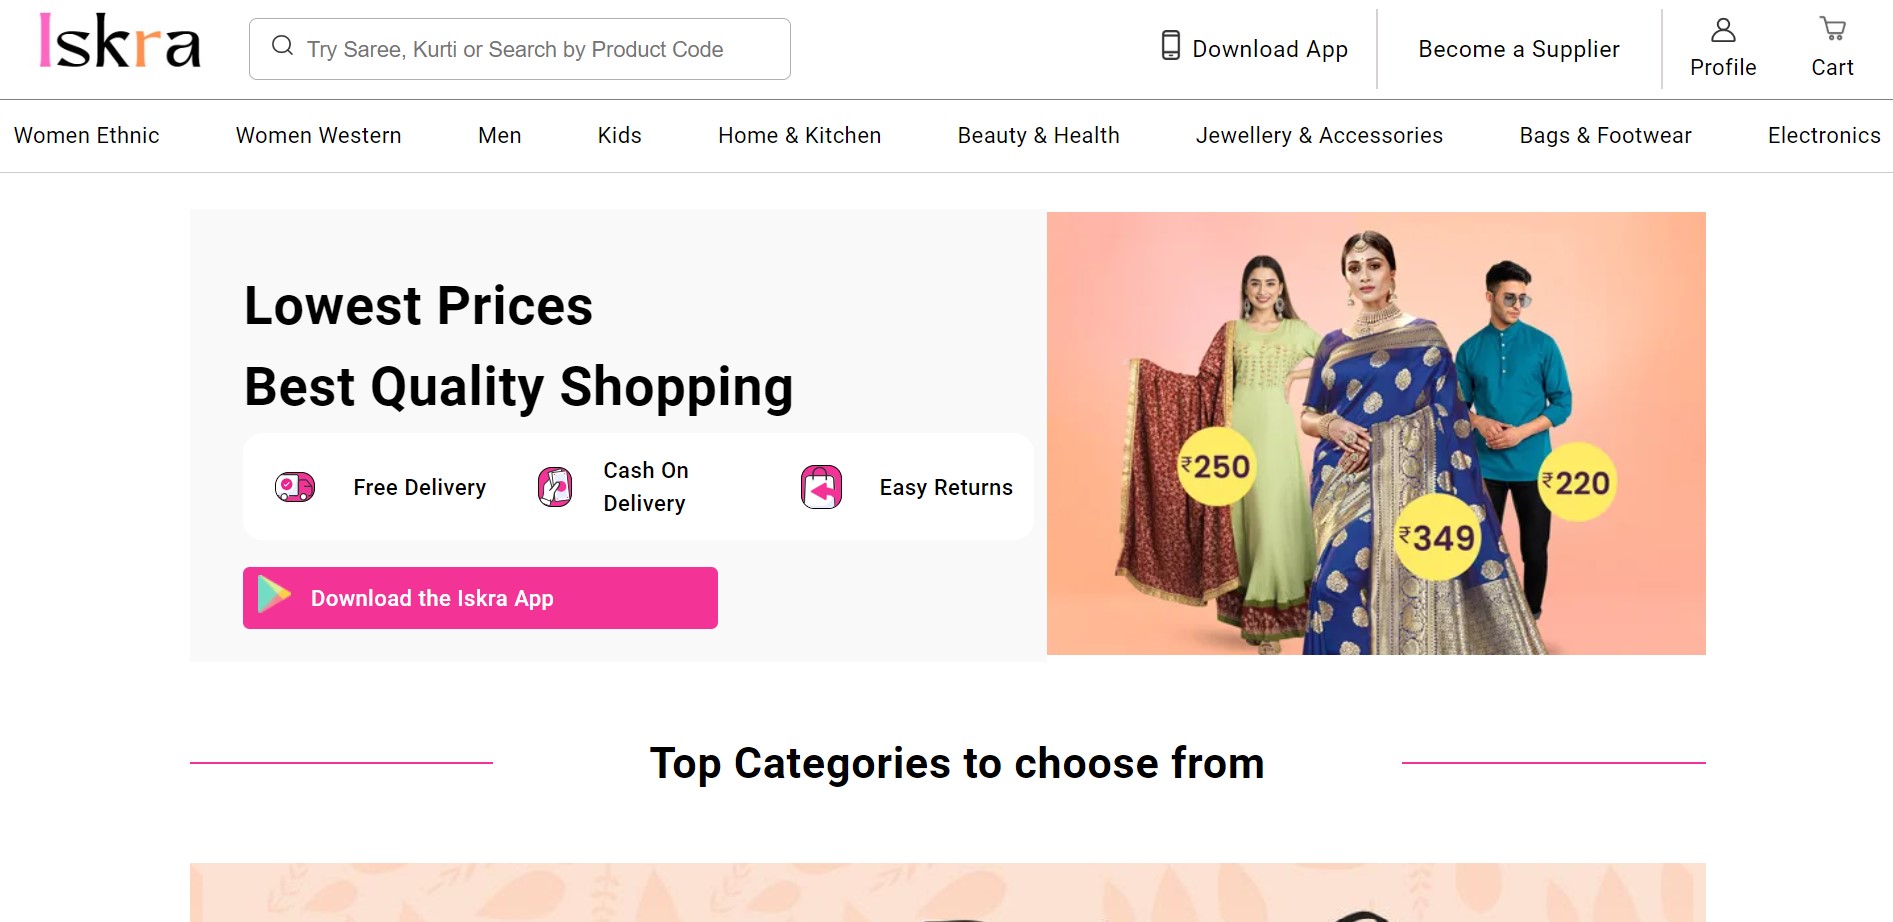 Iskra
Try Saree, Kurti or Search by Product Code
Download App
Become a Supplier
Profile
Cart
Women Ethnic
Women Western
Men
Kids
Home & Kitchen
Beauty & Health
Jewellery & Accessories
Bags & Footwear
Electronics
Lowest Prices
Best Quality Shopping
Free Delivery
Cash On
Delivery
Easy Returns
Download the Iskra App
₹250
₹349
₹220
Top Categories to choose from